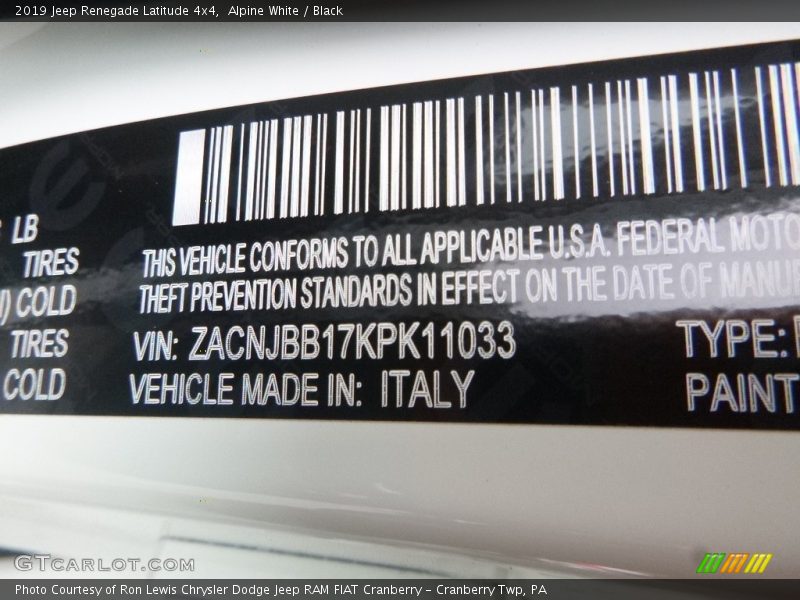 2019 Jeep Renegade Latitude 4x4,  Alpine White / Black
LB
TIRES
COLD
TIRES
COLD
THIS VEHICLE CONFORMS TO ALL APPLICABLE U.S.A. FEDERAL MOTO
THEFT PREVENTION STANDARDS IN EFFECT ON THE DATE OF MANU
VIN: ZACNJBB17KPK11033
VEHICLE MADE IN: ITALY
TYPE:
PAINT
GTCARLOT.COM
Photo Courtesy of Ron Lewis Chrysler Dodge Jeep RAM FIAT Cranberry – Cranberry Twp, PA